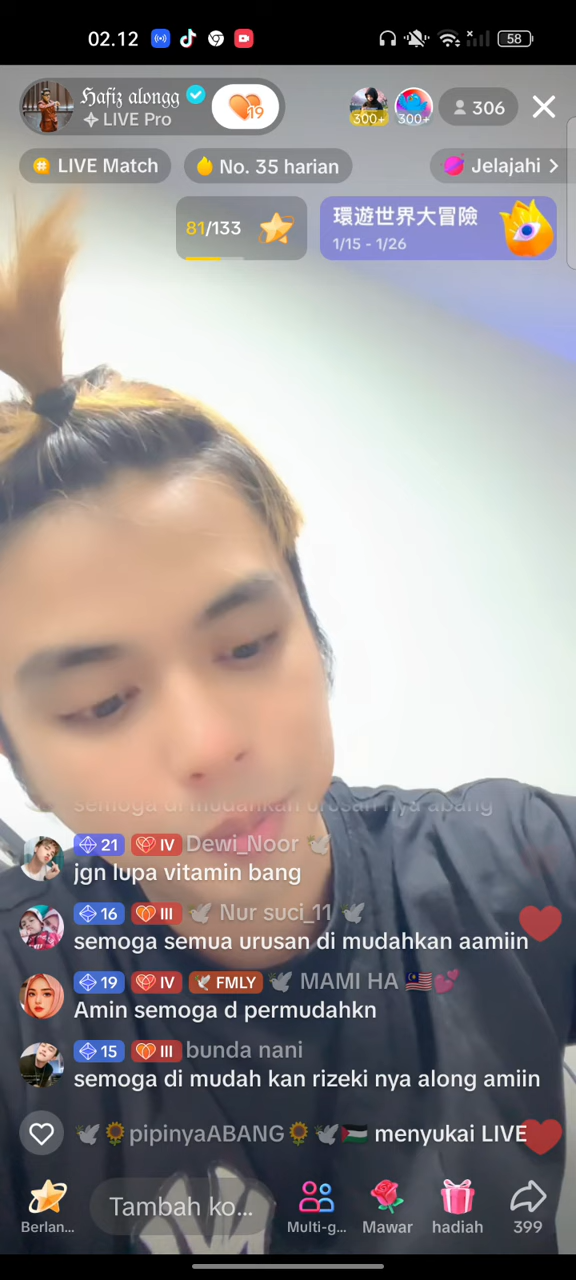 02.12
58
Hafiz alongg
LIVE Pro
19
300+
300+
306
LIVE Match
No. 35 harian
Jelajahi
81/133
環遊世界大冒險
1/15 - 1/26
semoga di mudahkan urusan nya abang
21 IV Dewi_Noor
jgn lupa vitamin bang
16 III Nur suci_11
semoga semua urusan di mudahkan aamiin
19 IV FMLY MAMI HA
Amin semoga d permudahkn
15 III bunda nani
semoga di mudah kan rizeki nya along amiin
pipinyaABANG menyukai LIVE
Tambah ko...
Berlan...
Multi-g...
Mawar
hadiah
399